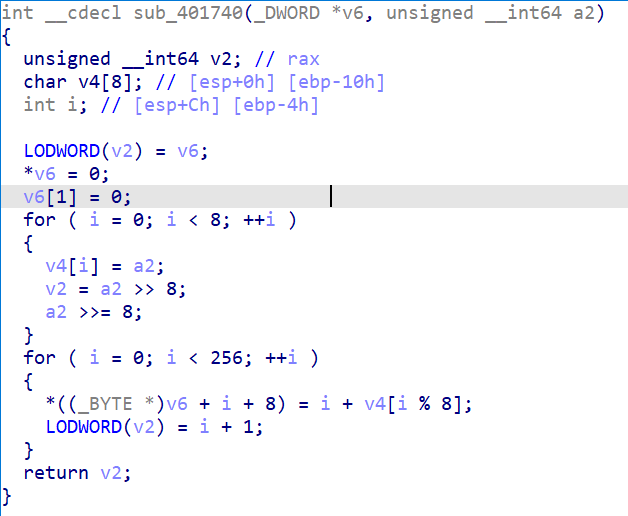 int __cdecl sub_401740(_DWORD *v6, unsigned __int64 a2)
{
  unsigned __int64 v2; // rax
  char v4[8]; // [esp+0h] [ebp-10h]
  int i; // [esp+Ch] [ebp-4h]

  LODWORD(v2) = v6;
  *v6 = 0;
  v6[1] = 0;
  for ( i = 0; i < 8; ++i )
  {
    v4[i] = a2;
    v2 = a2 >> 8;
    a2 >>= 8;
  }
  for ( i = 0; i < 256; ++i )
  {
    *((_BYTE *)v6 + i + 8) = i + v4[i % 8];
    LODWORD(v2) = i + 1;
  }
  return v2;
}